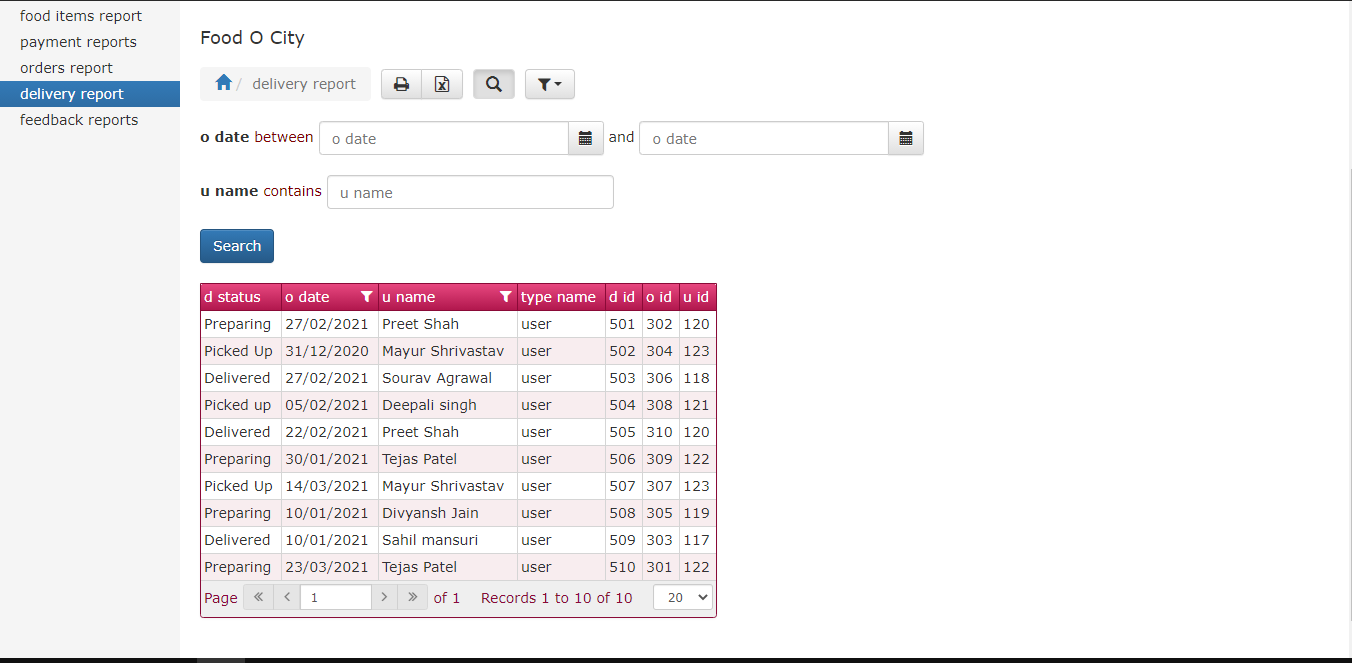 food items report
payment reports
orders report
delivery report
feedback reports
Food O City
/ delivery report
o date between o date and o date
u name contains u name
Search
d status o date u name type name d id o id u id
Preparing 27/02/2021 Preet Shah user 501 302 120
Picked Up 31/12/2020 Mayur Shrivastav user 502 304 123
Delivered 27/02/2021 Sourav Agrawal user 503 306 118
Picked up 05/02/2021 Deepali singh user 504 308 121
Delivered 22/02/2021 Preet Shah user 505 310 120
Preparing 30/01/2021 Tejas Patel user 506 309 122
Picked Up 14/03/2021 Mayur Shrivastav user 507 307 123
Preparing 10/01/2021 Divyansh Jain user 508 305 119
Delivered 10/01/2021 Sahil mansuri user 509 303 117
Preparing 23/03/2021 Tejas Patel user 510 301 122
Page « < 1 > » of 1 Records 1 to 10 of 10 20